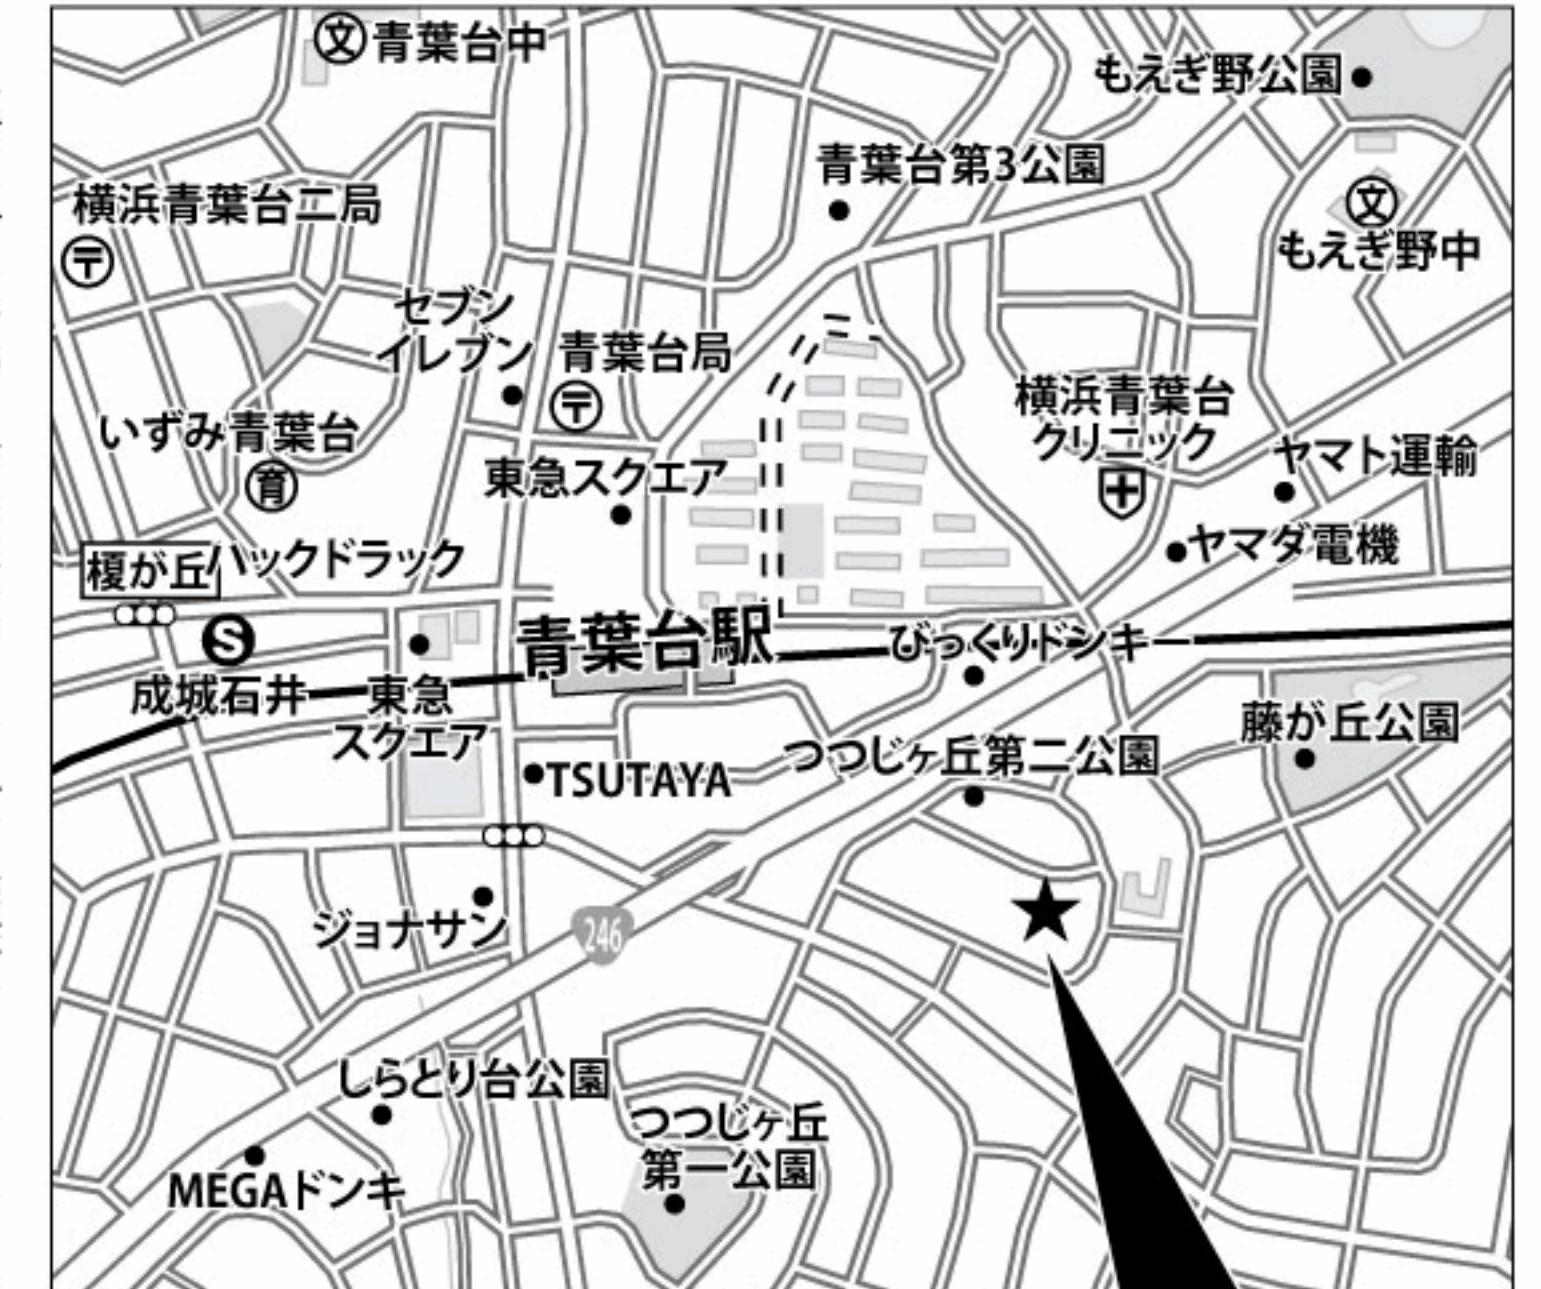 文 青葉台中
もえぎ野公園
青葉台第3公園
横浜青葉台二局
文
もえぎ野中
セブン
イレブン
青葉台局
横浜青葉台
クリニック
いずみ青葉台
育
東急スクエア
ヤマト運輸
ヤマダ電機
榎が丘
ハックドラック
S
青葉台駅
びっくりドンキー
成城石井
東急
スクエア
藤が丘公園
つつじヶ丘第二公園
TSUTAYA
ジョナサン
246
しらとり台公園
つつじヶ丘
第一公園
MEGAドンキ